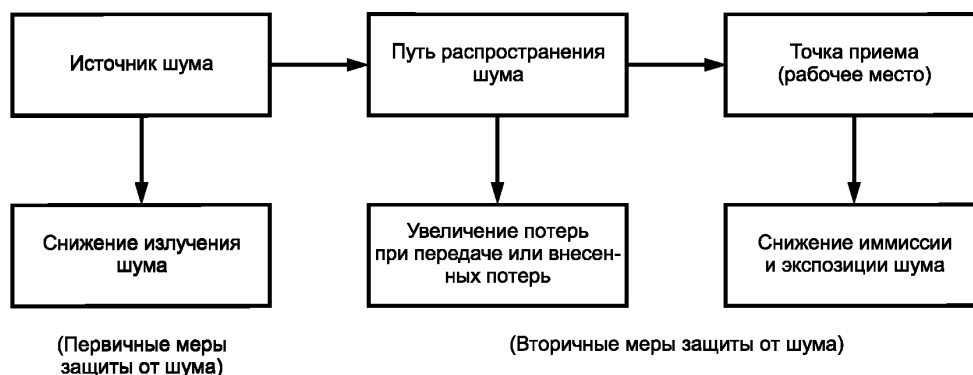 Источник шума
Путь распространения
шума
Точка приема
(рабочее место)
Снижение излучения
шума
Увеличение потерь
при передаче или внесен-
ных потерь
Снижение иммиссии
и экспозиции шума
(Первичные меры
защиты от шума)
(Вторичные меры защиты от шума)